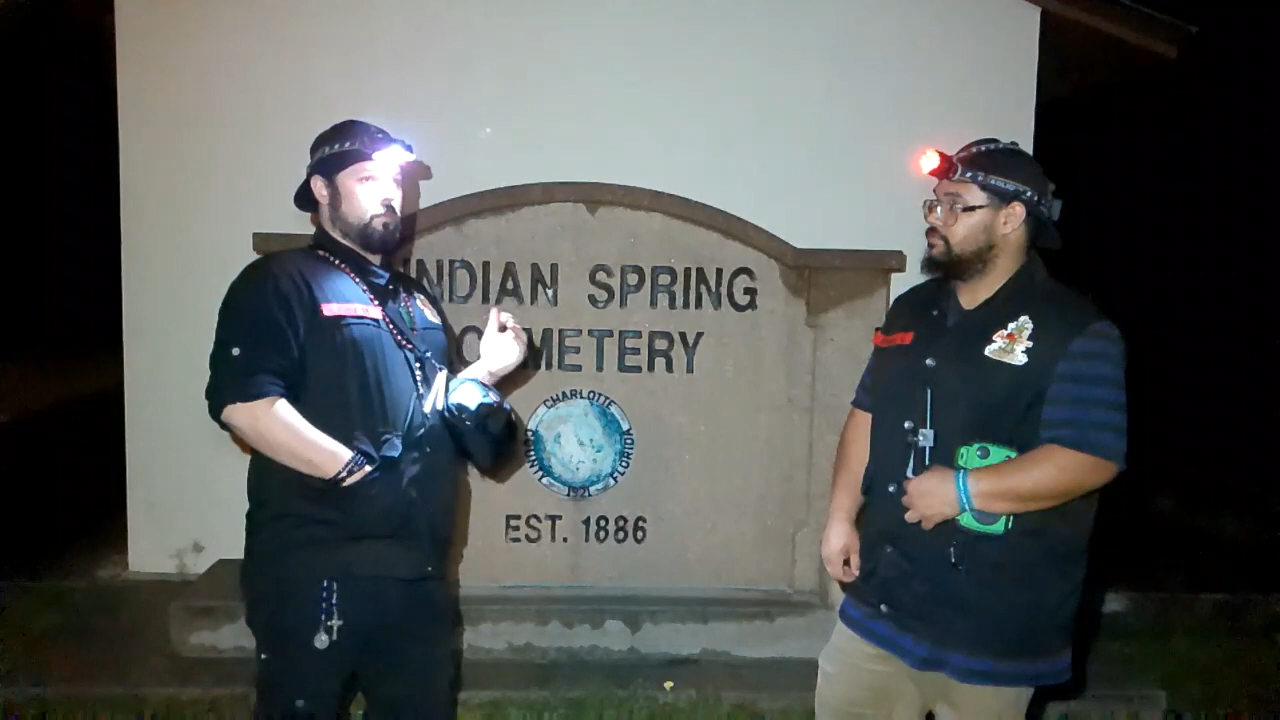 INDIAN SPRING
CEMETERY
CHARLOTTE
COUNTY
FLORIDA
1921
EST. 1886